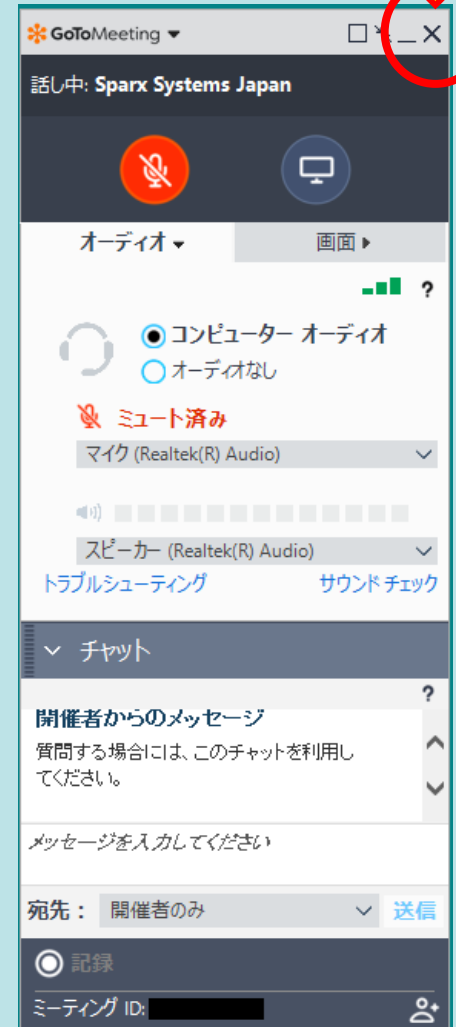 GoToMeeting
話し中: Sparx Systems Japan
オーディオ 画面
?
コンピューター オーディオ
オーディオなし
ミュート済み
マイク (Realtek(R) Audio)
スピーカー (Realtek(R) Audio)
トラブルシューティング サウンド チェック
チャット
?
開催者からのメッセージ
質問する場合には、このチャットを利用し
てください。
メッセージを入力してください
宛先： 開催者のみ 送信
記録
ミーティング ID: